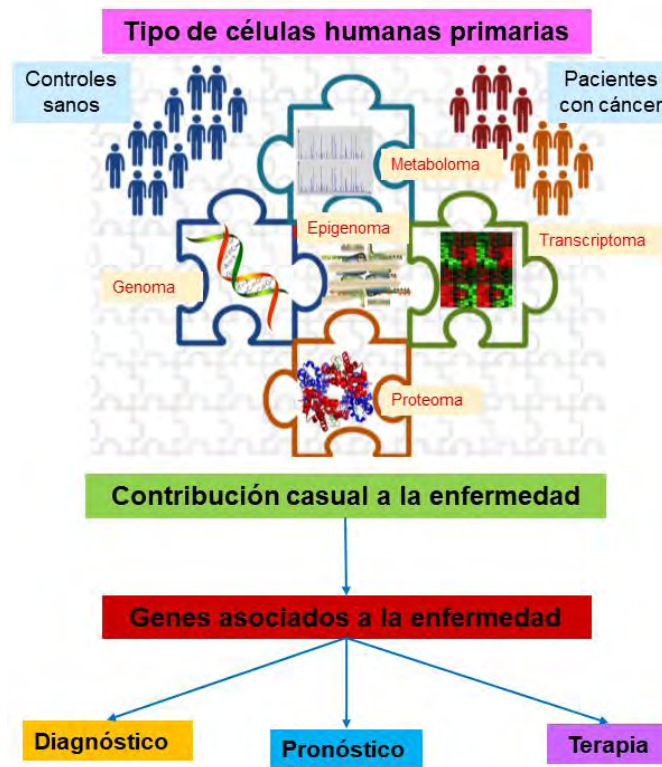 Tipo de células humanas primarias
Controles
sanos
Pacientes
con cáncer
Metaboloma
Epigenoma
Transcriptoma
Genoma
Proteoma
Contribución casual a la enfermedad
Genes asociados a la enfermedad
Diagnóstico
Pronóstico
Terapia